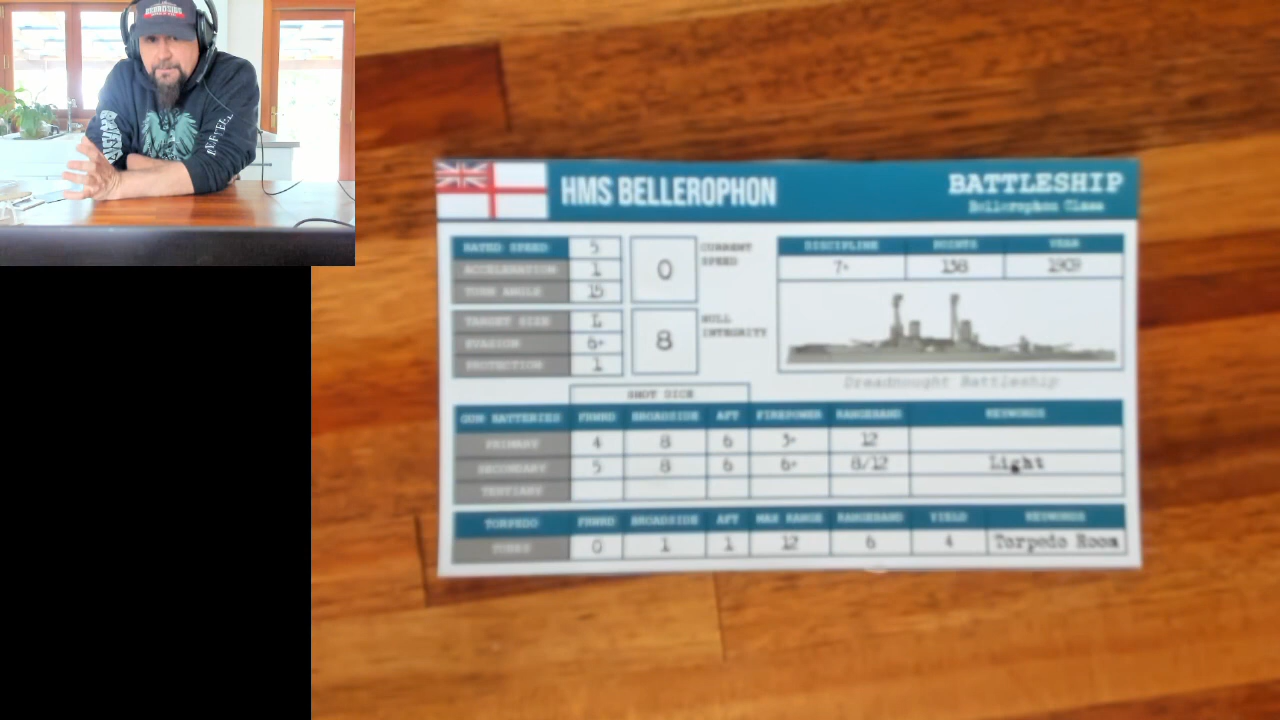 HMS BELLEROPHON
BATTLESHIP
Bellerophon Class
RATED SPEED 5
ACCELERATION 1
TURN ANGLE 15
0 CURRENT SPEED
TARGET SIZE L
EVASION 6+
PROTECTION 1
8 HULL INTEGRITY
DISCIPLINE POINTS YEAR
7+ 138 1909
Dreadnought Battleship
SHOT DICE
GUN BATTERIES FRWRD BROADSIDE AFT FIREPOWER RANGEBAND KEYWORDS
PRIMARY 4 8 6 12
SECONDARY 5 8 6 6+ 8/12 Light
TERTIARY
TORPEDO FRWRD BROADSIDE AFT MAX RANGE RANGEBAND YIELD KEYWORDS
TUBES 0 1 1 12 6 4 Torpedo Room